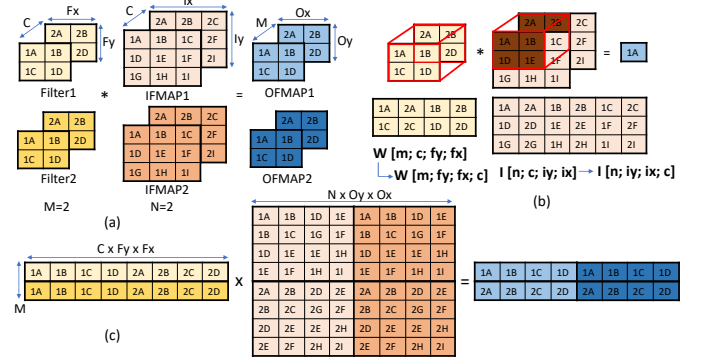 C Fx
2A 2B
1A 1B 2D
1C 1D
Fy
Filter1
*
C Ix
2A 2B 2C
1A 1B 1C 2F
1D 1E 1F 2I
1G 1H 1I
Iy
IFMAP1
=
M Ox
2A 2B
1A 1B 2D
1C 1D
Oy
OFMAP1
2A 2B
1A 1B 2D
1C 1D
Filter2
2A 2B 2C
1A 1B 1C 2F
1D 1E 1F 2I
1G 1H 1I
IFMAP2
2A 2B
1A 1B 2D
1C 1D
OFMAP2
M=2
N=2
(a)
2A 2B
1A 1B 2D
1C 1D
*
2A 2B 2C
1A 1B 1C 2F
1D 1E 1F 2I
1G 1H 1I
=
1A
1A 2A 1B 2B
1C 2C 1D 2D
1A 2A 1B 2B 1C 2C
1D 2D 1E 2E 1F 2F
1G 2G 1H 2H 1I 2I
W [m; c; fy; fx]
W [m; fy; fx; c]
I [n; c; iy; ix]
I [n; iy; ix; c]
(b)
C x Fy x Fx
1A 1B 1C 1D 2A 2B 2C 2D
1A 1B 1C 1D 2A 2B 2C 2D
M
(c)
x
N x Oy x Ox
1A 1B 1D 1E 1A 1B 1D 1E
1B 1C 1G 1F 1B 1C 1G 1F
1D 1E 1E 1H 1D 1E 1E 1H
1E 1F 1H 1I 1E 1F 1H 1I
2A 2B 2D 2E 2A 2B 2D 2E
2B 2C 2G 2F 2B 2C 2G 2F
2D 2E 2E 2H 2D 2E 2E 2H
2E 2F 2H 2I 2E 2F 2H 2I
=
1A 1B 1C 1D 1A 1B 1C 1D
2A 2B 2C 2D 2A 2B 2C 2D